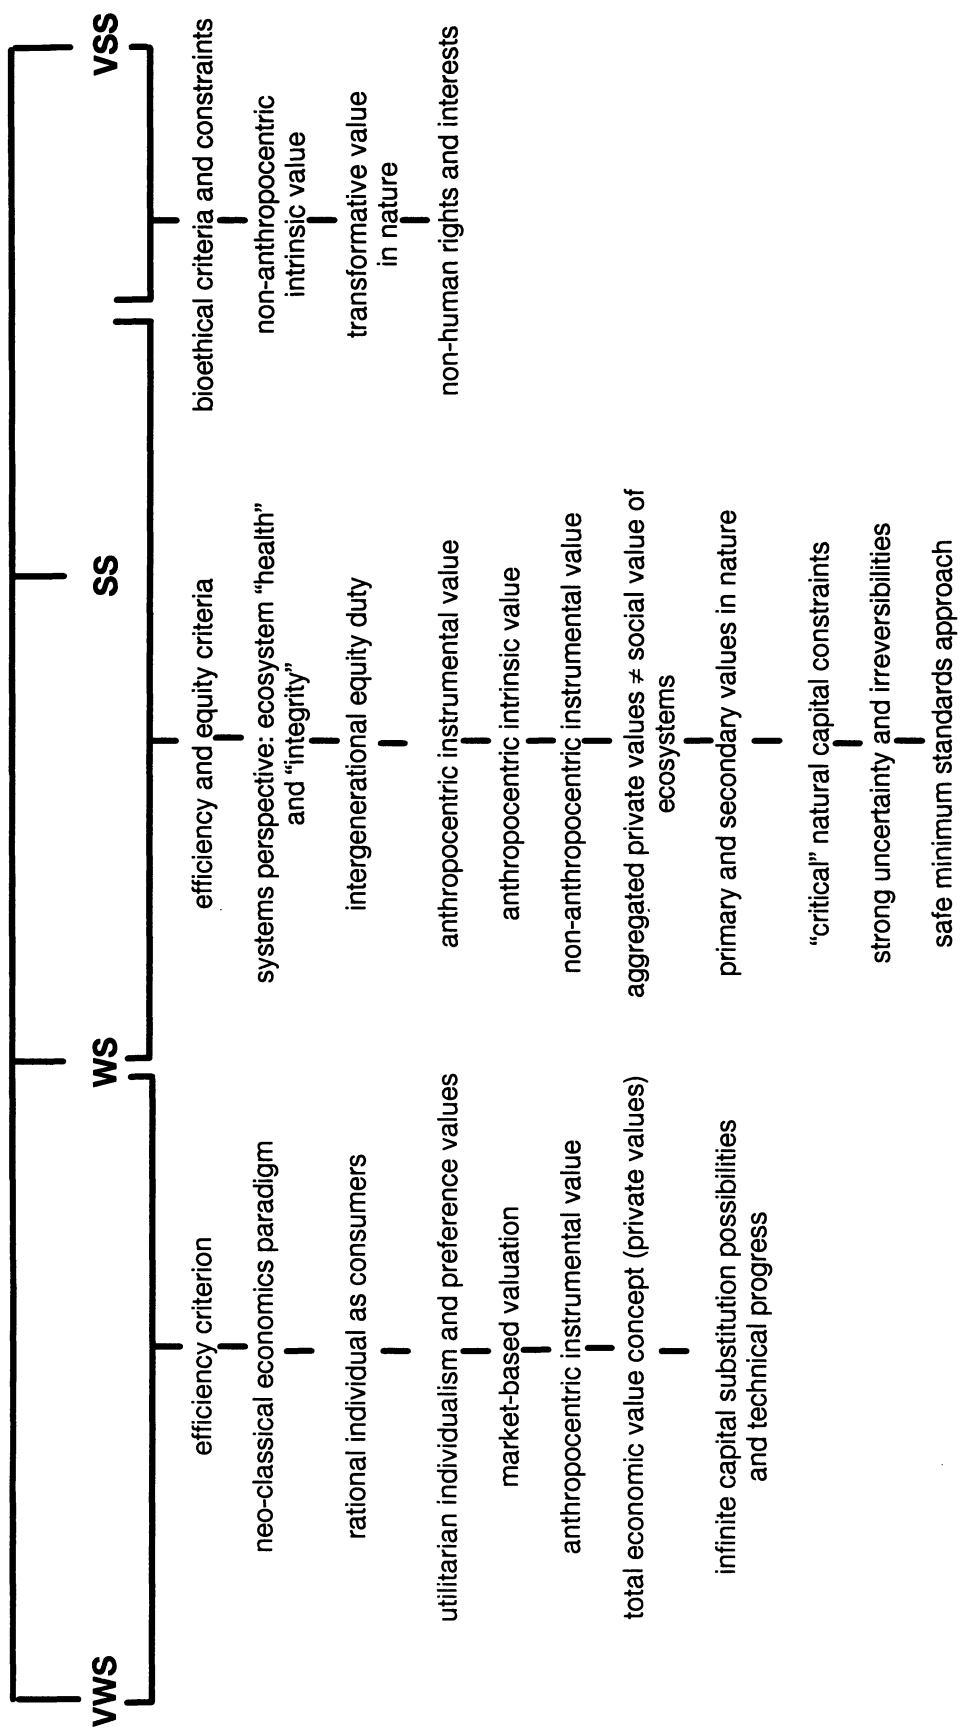 VWS
WS
SS
VSS
efficiency criterion
neo-classical economics paradigm
rational individual as consumers
utilitarian individualism and preference values
market-based valuation
anthropocentric instrumental value
total economic value concept (private values)
infinite capital substitution possibilities
and technical progress
efficiency and equity criteria
systems perspective: ecosystem “health”
and “integrity”
intergenerational equity duty
anthropocentric instrumental value
anthropocentric intrinsic value
non-anthropocentric instrumental value
aggregated private values ≠ social value of
ecosystems
primary and secondary values in nature
“critical” natural capital constraints
strong uncertainty and irreversibilities
safe minimum standards approach
bioethical criteria and constraints
non-anthropocentric
intrinsic value
transformative value
in nature
non-human rights and interests